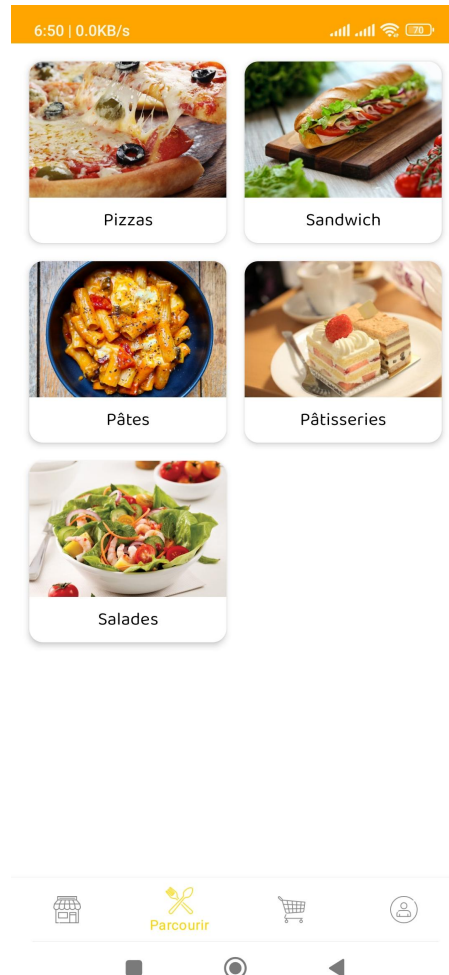 6:50 | 0.0KB/s 70
Pizzas
Sandwich
Pâtes
Pâtisseries
Salades
Parcourir